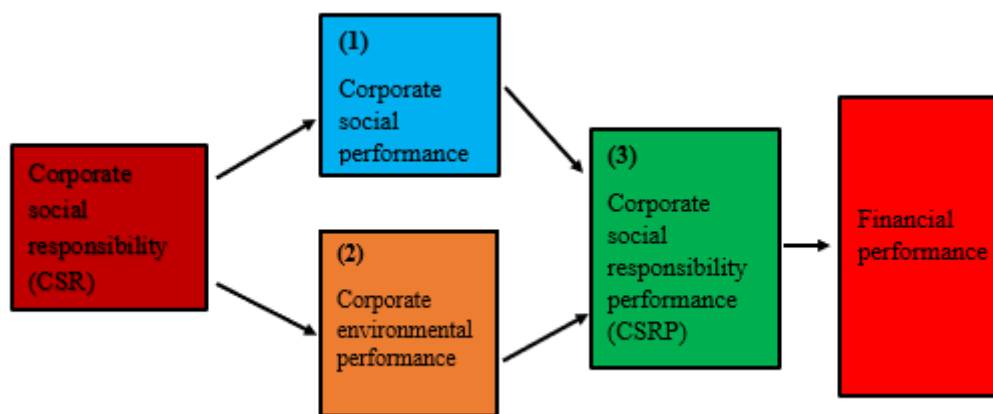 Corporate
social
responsibility
(CSR)
(1)
Corporate
social
performance
(2)
Corporate
environmental
performance
(3)
Corporate
social
responsibility
performance
(CSRP)
Financial
performance